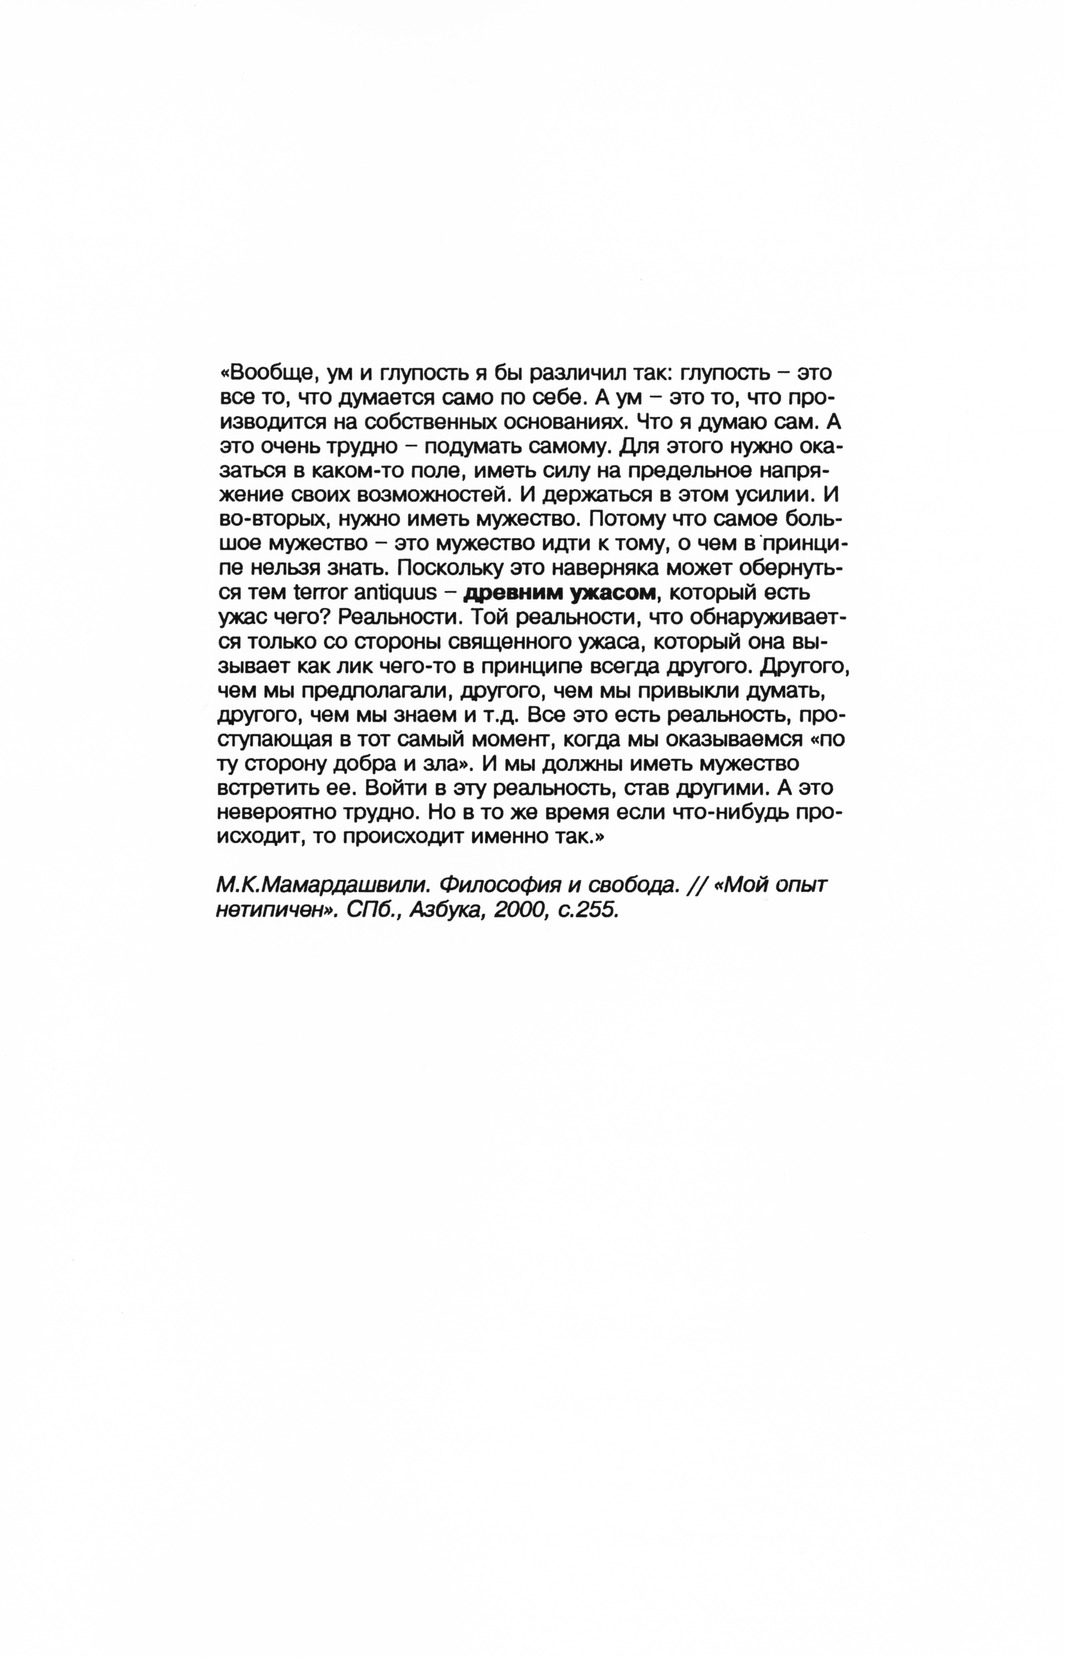 «Вообще, ум и глупость я бы различил так: глупость – это
все то, что думается само по себе. А ум – это то, что про-
изводится на собственных основаниях. Что я думаю сам. А
это очень трудно – подумать самому. Для этого нужно ока-
заться в каком-то поле, иметь силу на предельное напря-
жение своих возможностей. И держаться в этом усилии. И
во-вторых, нужно иметь мужество. Потому что самое боль-
шое мужество – это мужество идти к тому, о чем в принци-
пе нельзя знать. Поскольку это наверняка может обернуть-
ся тем terror antiquus – древним ужасом, который есть
ужас чего? Реальности. Той реальности, что обнаруживает-
ся только со стороны священного ужаса, который она вы-
зывает как лик чего-то в принципе всегда другого. Другого,
чем мы предполагали, другого, чем мы привыкли думать,
другого, чем мы знаем и т.д. Все это есть реальность, про-
ступающая в тот самый момент, когда мы оказываемся «по
ту сторону добра и зла». И мы должны иметь мужество
встретить ее. Войти в эту реальность, став другими. А это
невероятно трудно. Но в то же время если что-нибудь про-
исходит, то происходит именно так.»
М.К.Мамардашвили. Философия и свобода. // «Мой опыт
нетипичен». СПб., Азбука, 2000, с.255.